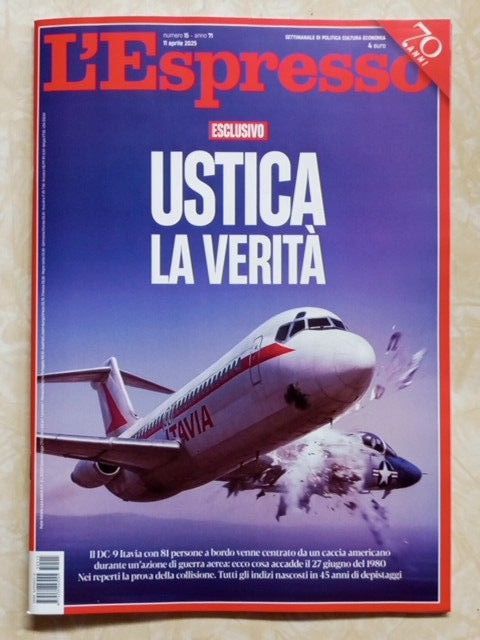 numero 15 - anno 71
11 aprile 2025
SETTIMANALE DI POLITICA CULTURA ECONOMIA
4 euro
70
ANNI
L'Espresso
ESCLUSIVO
USTICA
LA VERITÀ
ITAVIA
Il DC-9 Itavia con 81 persone a bordo venne centrato da un caccia americano
durante un'azione di guerra aerea: ecco cosa accadde il 27 giugno del 1980
Nei reperti la prova della collisione. Tutti gli indizi nascosti in 45 anni di depistaggi